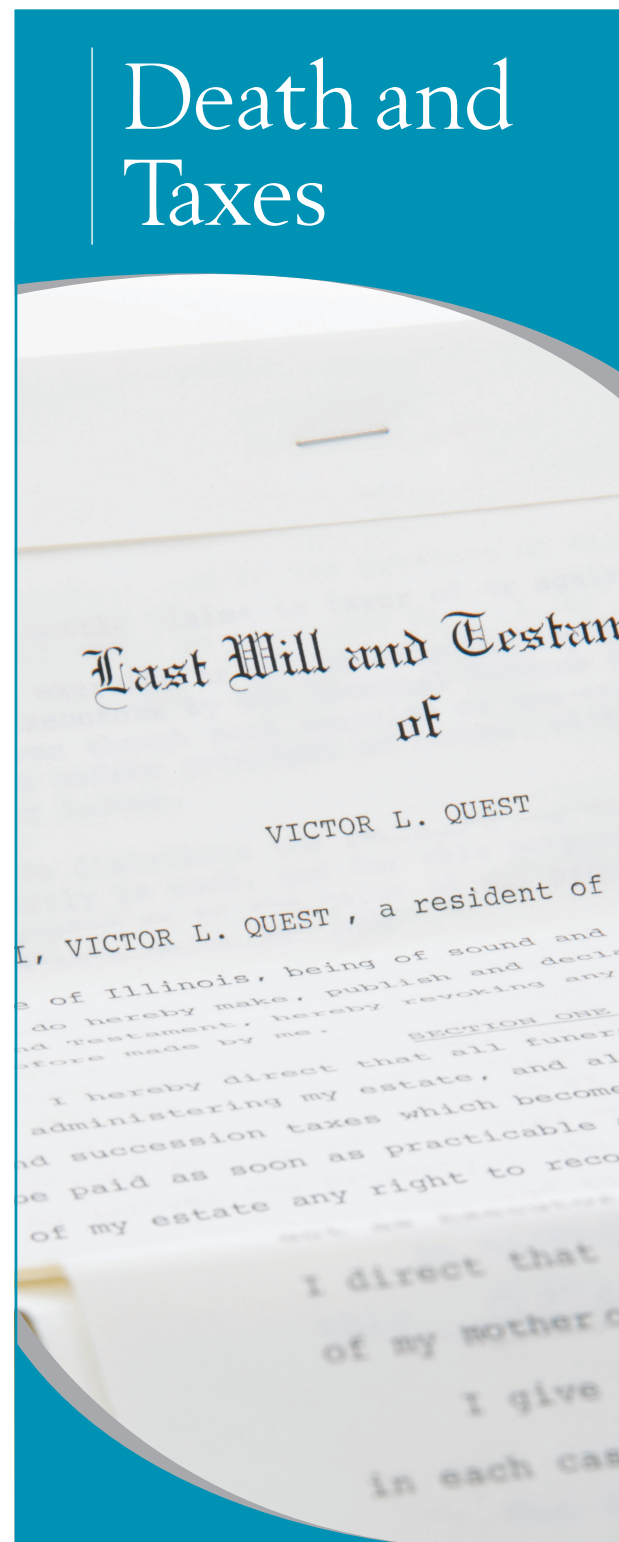 Death and
Taxes
Last Will and Testam
of
VICTOR L. QUEST
I, VICTOR L. QUEST , a resident of
e of Illinois, being of sound and
do hereby make, publish and decla
nd Testament, hereby revoking any
ofore made by me.
SECTION ONE
I hereby direct that all funera
administering my estate, and al
nd succession taxes which become
be paid as soon as practicable
of my estate any right to reco
I direct that
of my mother
I give
in each cas